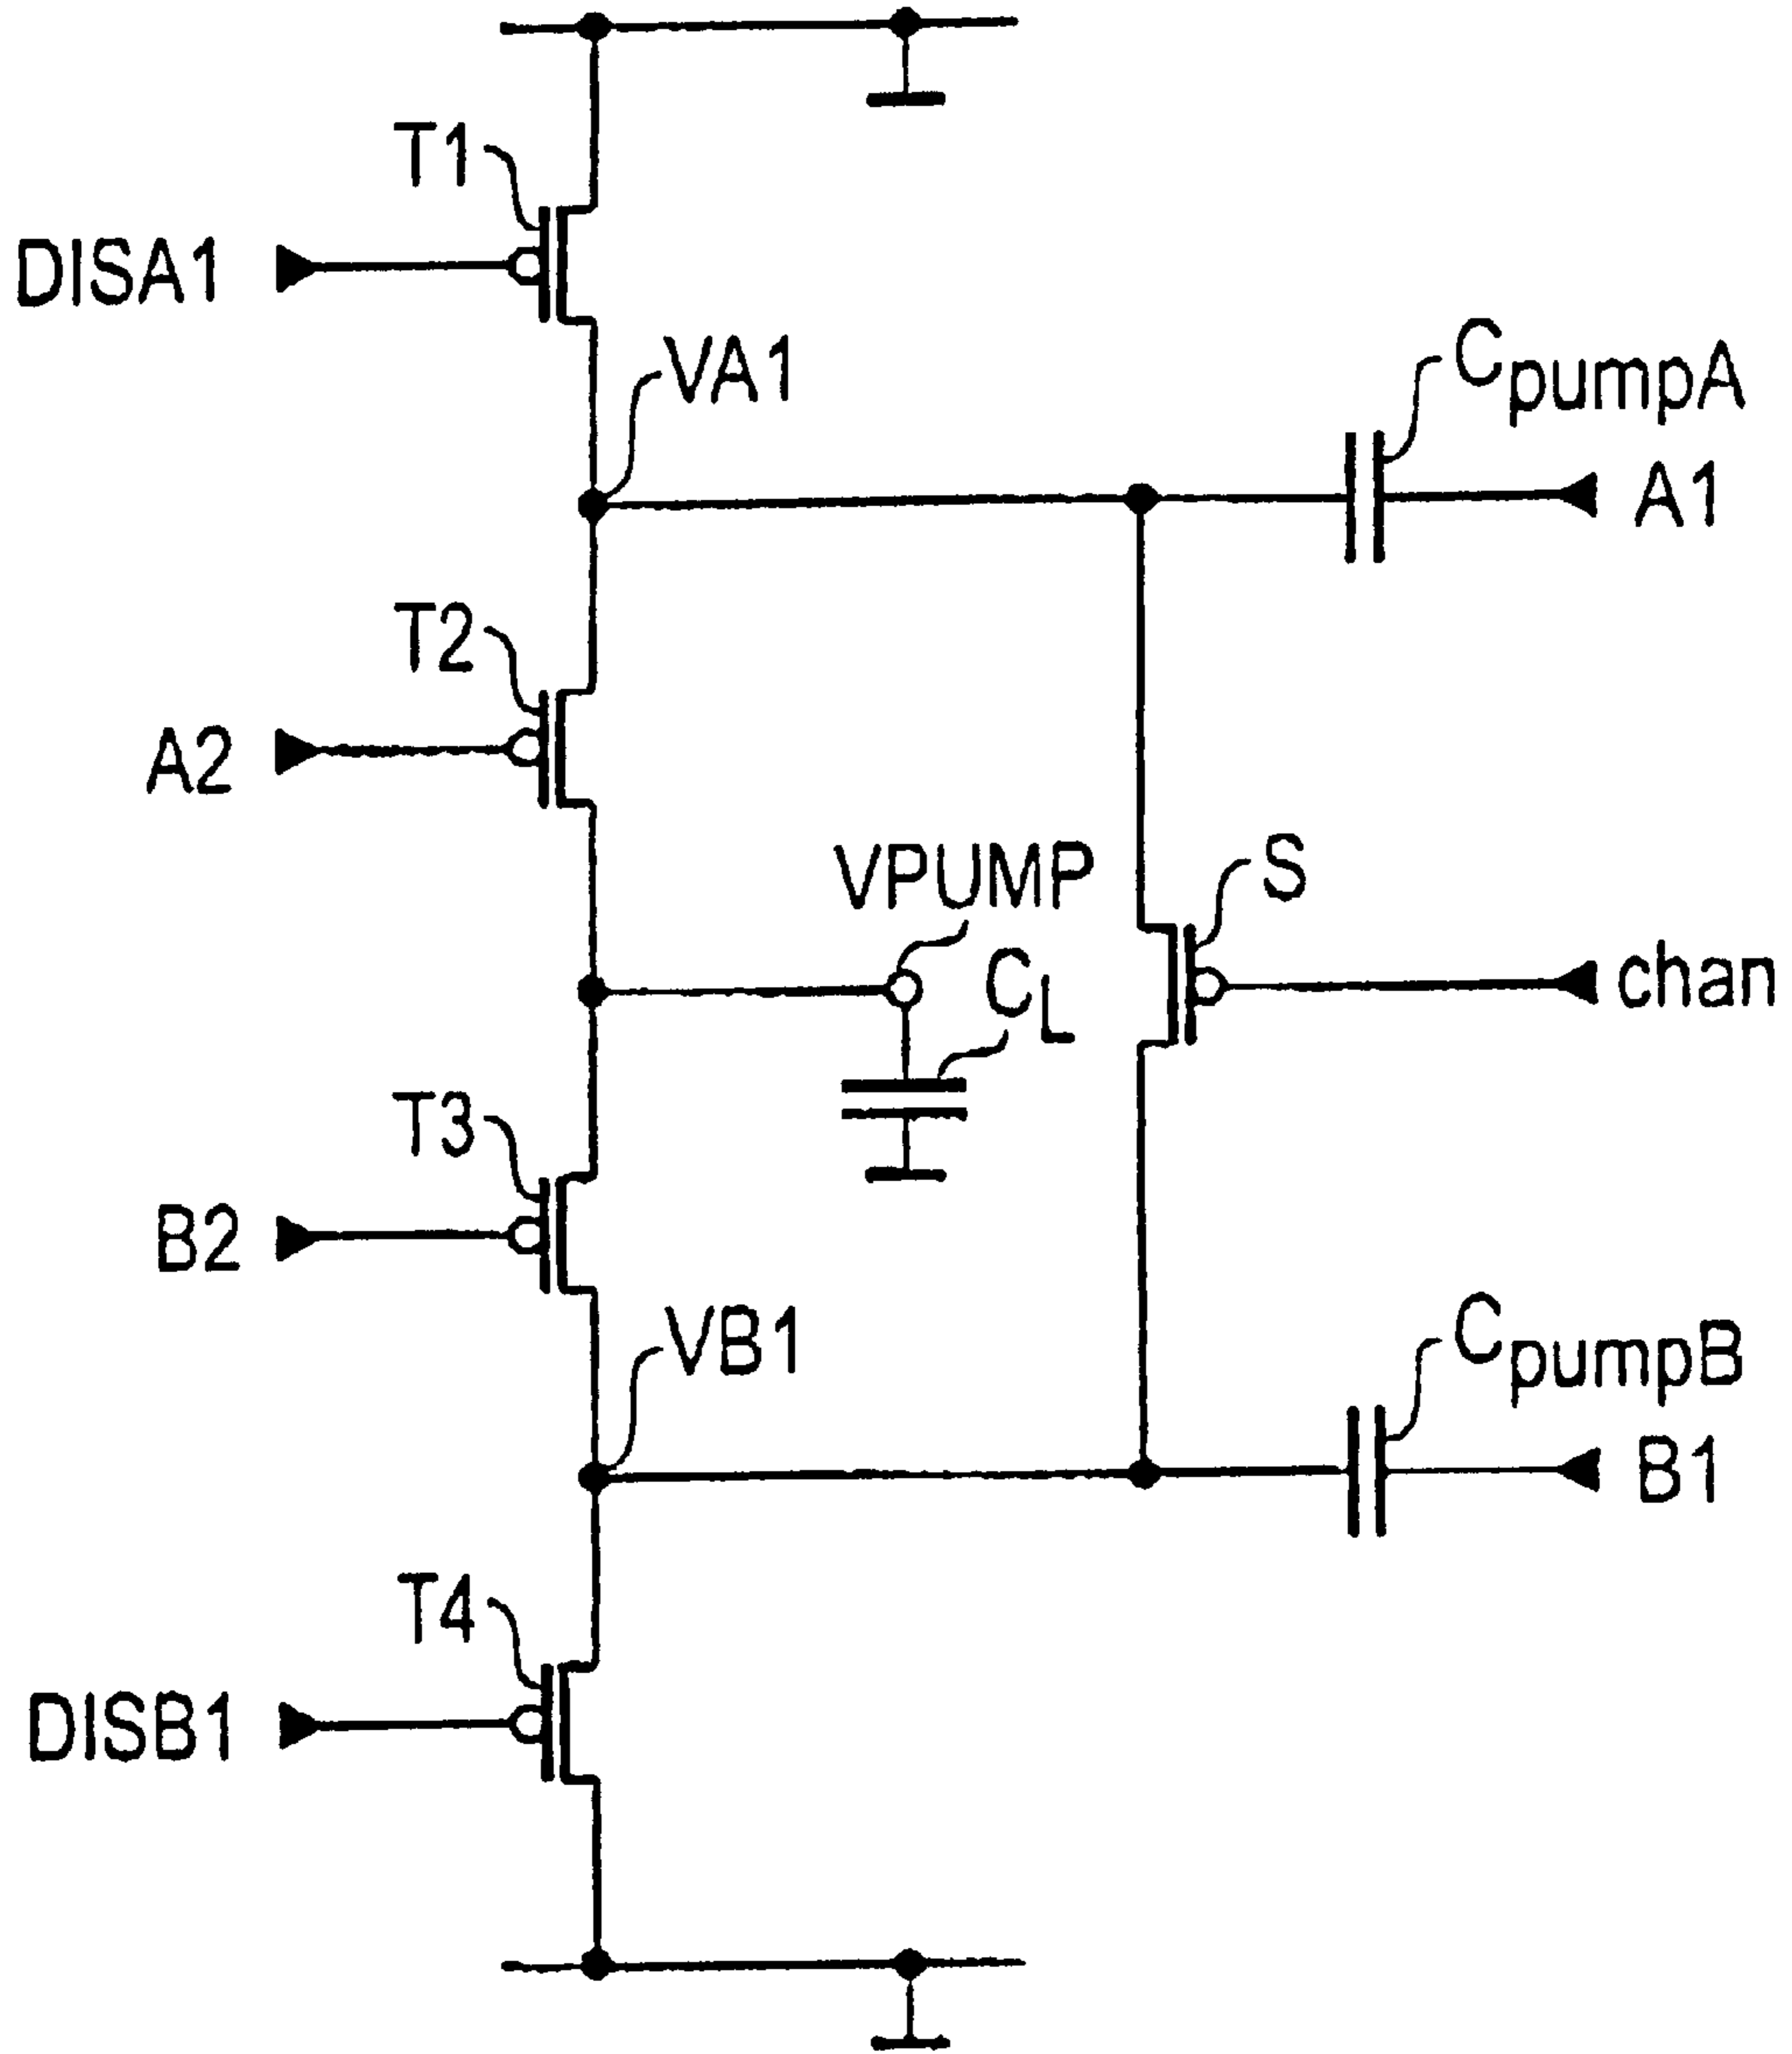 T1
DISA1
VA1
CpumpA
A1
T2
A2
VPUMP
S
CL
chan
T3
B2
VB1
CpumpB
B1
T4
DISB1